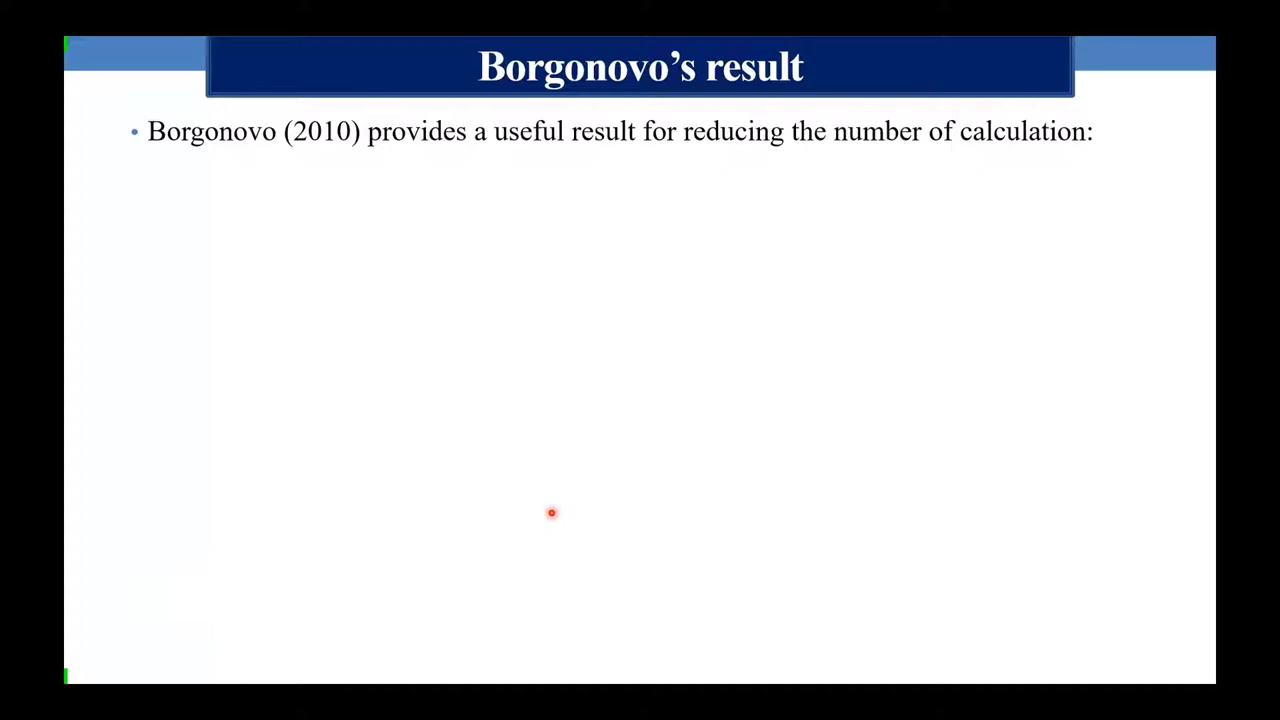 Borgonovo’s result
• Borgonovo (2010) provides a useful result for reducing the number of calculation: